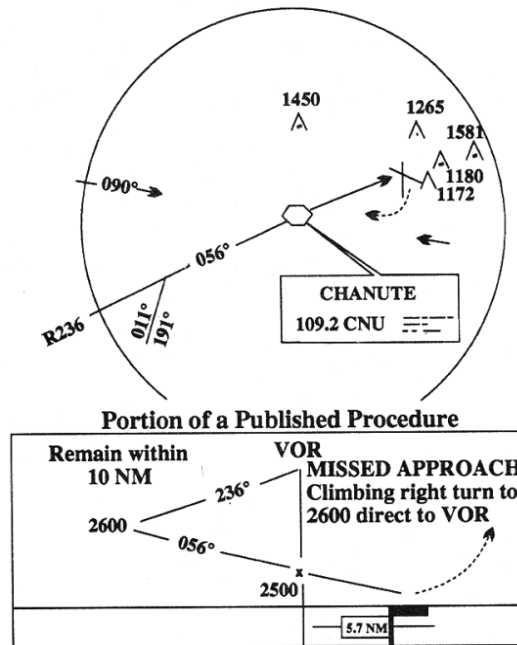 1450
1265
1581
1180
1172
090°
056°
R236
011°
191°
CHANUTE
109.2 CNU
Portion of a Published Procedure
Remain within
10 NM
VOR
MISSED APPROACH
Climbing right turn to
2600 direct to VOR
236°
2600
056°
x
2500
5.7 NM